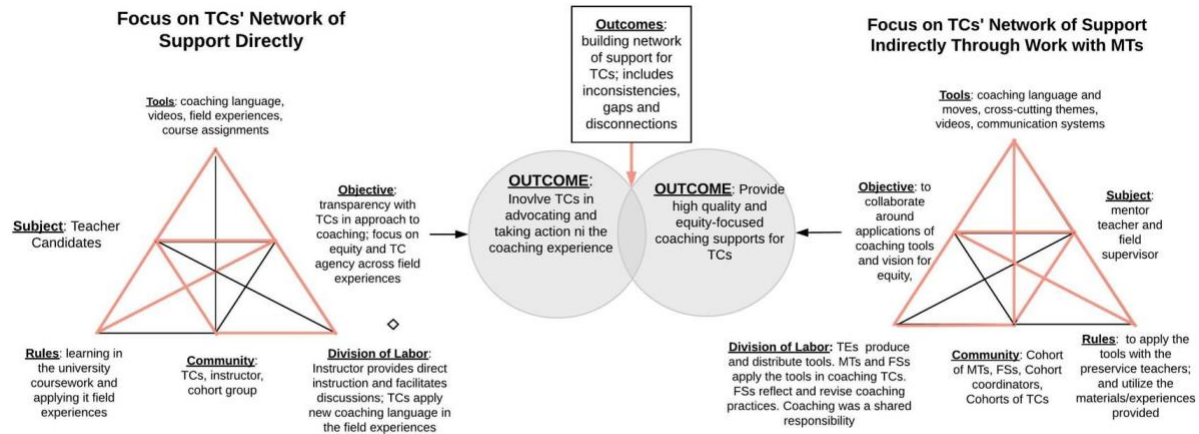 Focus on TCs' Network of
Support Directly
Tools: coaching language,
videos, field experiences,
course assignments
Subject: Teacher
Candidates
Objective:
transparency with
TCs in approach to
coaching; focus on
equity and TC
agency across field
experiences
Rules: learning in
the university
coursework and
applying it field
experiences
Community:
TCs, instructor,
cohort group
Division of Labor:
Instructor provides direct
instruction and facilitates
discussions; TCs apply
new coaching language in
the field experiences
Outcomes:
building network
of support for
TCs; includes
inconsistencies,
gaps and
disconnections
OUTCOME:
Inovlve TCs in
advocating and
taking action ni the
coaching experience
OUTCOME: Provide
high quality and
equity-focused
coaching supports for
TCs
Focus on TCs' Network of Support
Indirectly Through Work with MTs
Tools: coaching language and
moves, cross-cutting themes,
videos, communication systems
Objective: to
collaborate
around
applications of
coaching tools
and vision for
equity,
Subject:
mentor
teacher and
field
supervisor
Division of Labor: TEs produce
and distribute tools. MTs and FSs
apply the tools in coaching TCs.
FSs reflect and revise coaching
practices. Coaching was a shared
responsibility
Community: Cohort
of MTs, FSs, Cohort
coordinators,
Cohorts of TCs
Rules: to apply the
tools with the
preservice teachers;
and utilize the
materials/experiences
provided